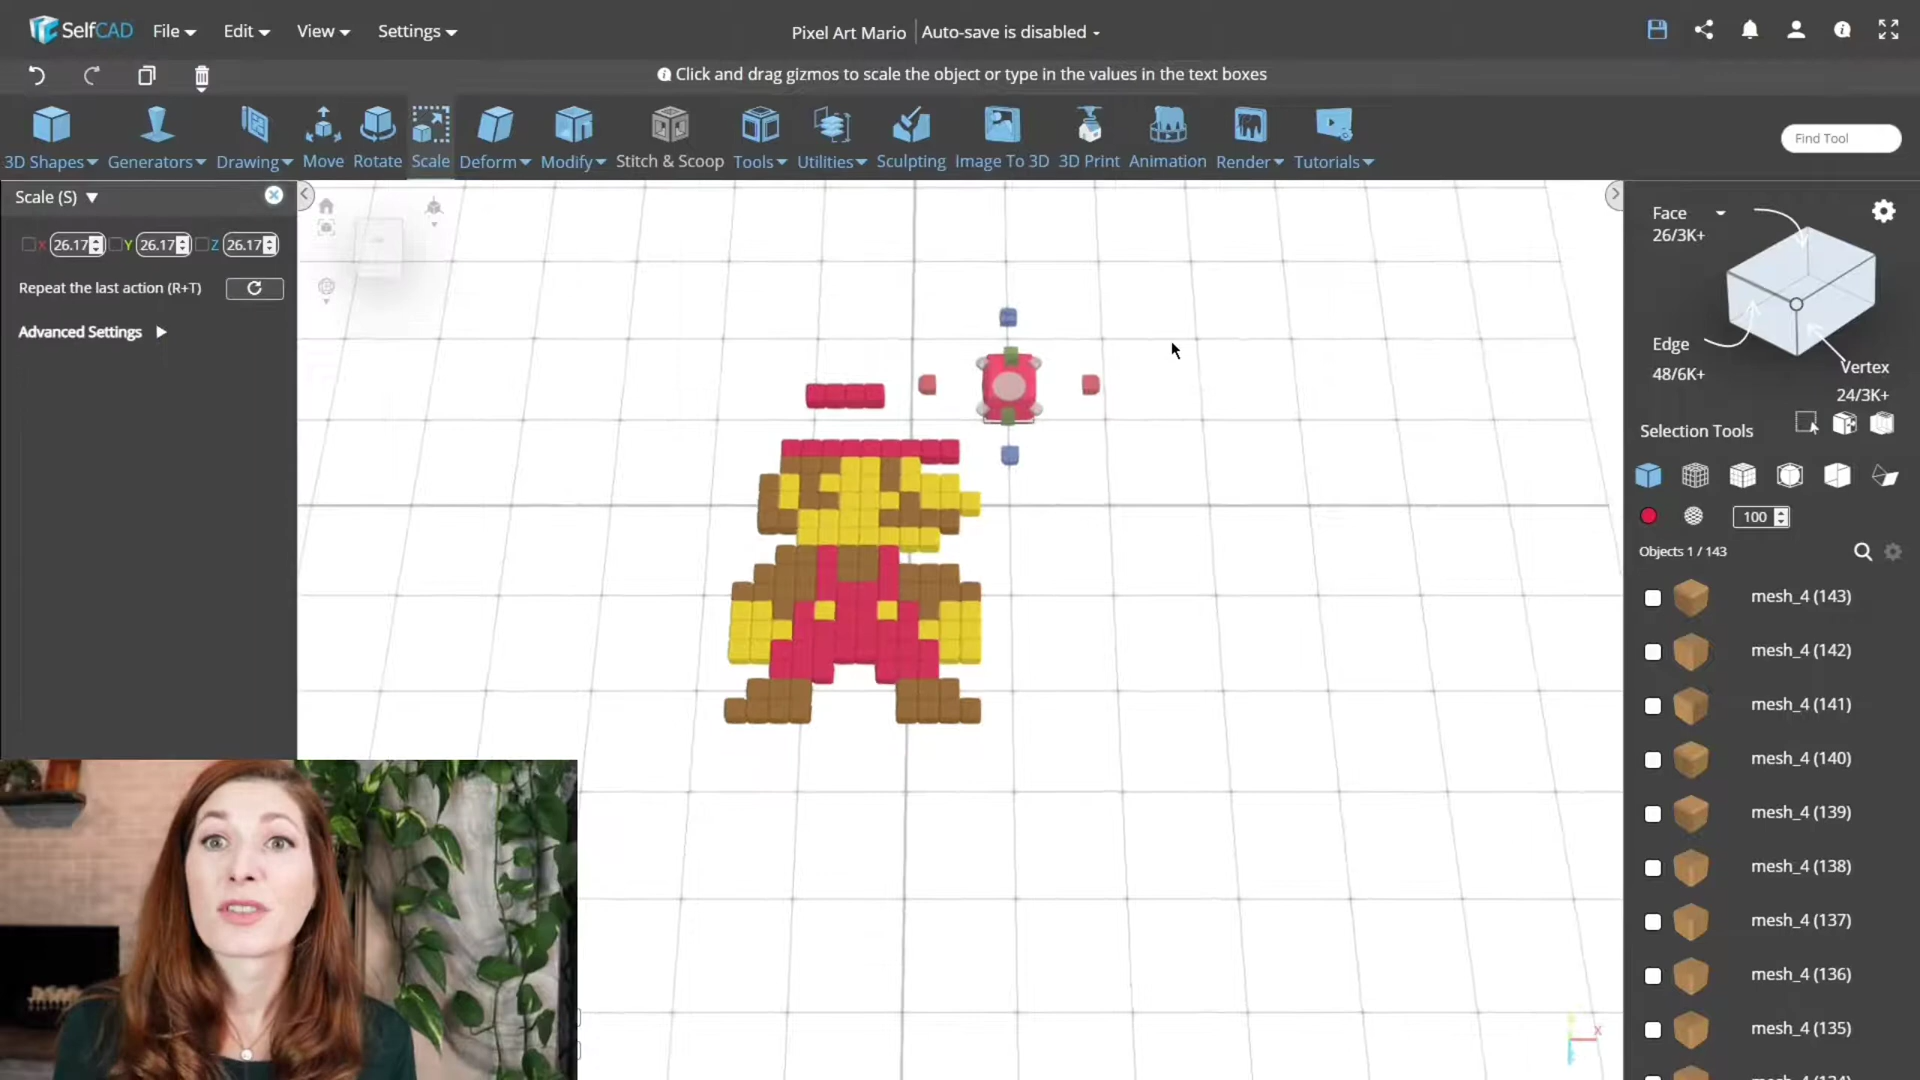 SelfCAD File Edit View Settings Pixel Art Mario Auto-save is disabled
Click and drag gizmos to scale the object or type in the values in the text boxes
3D Shapes Generators Drawing Move Rotate Scale Deform Modify Stitch & Scoop Tools Utilities Sculpting Image To 3D 3D Print Animation Render Tutorials
Find Tool
Scale (S)
X 26.17 Y 26.17 Z 26.17
Repeat the last action (R+T)
Advanced Settings
Face
26/3K+
Edge
48/6K+
Vertex
24/3K+
Selection Tools
100
Objects 1 / 143
mesh_4 (143)
mesh_4 (142)
mesh_4 (141)
mesh_4 (140)
mesh_4 (139)
mesh_4 (138)
mesh_4 (137)
mesh_4 (136)
mesh_4 (135)
X